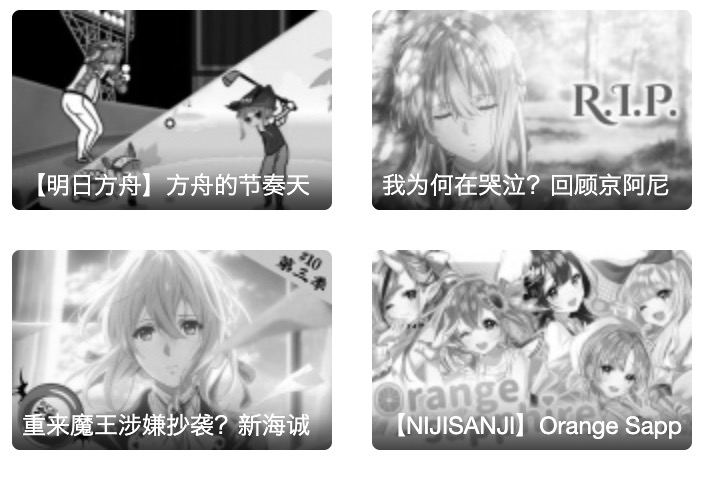 【明日方舟】方舟的节奏天
R.I.P.
我为何在哭泣？回顾京阿尼
#10
第三季
重来魔王涉嫌抄袭？新海诚
Orange
【NIJISANJI】Orange Sapp